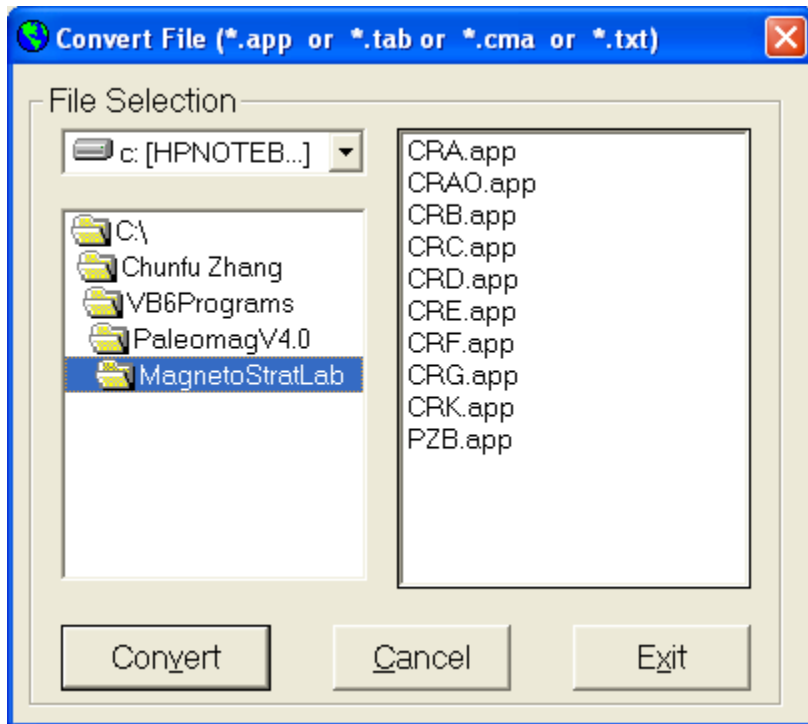 Convert File (*.app or *.tab or *.cma or *.txt)
File Selection
c: [HPNOTEB...]
C:\
Chunfu Zhang
VB6Programs
PaleomagV4.0
MagnetoStratLab
CRA.app
CRAO.app
CRB.app
CRC.app
CRD.app
CRE.app
CRF.app
CRG.app
CRK.app
PZB.app
Convert
Cancel
Exit